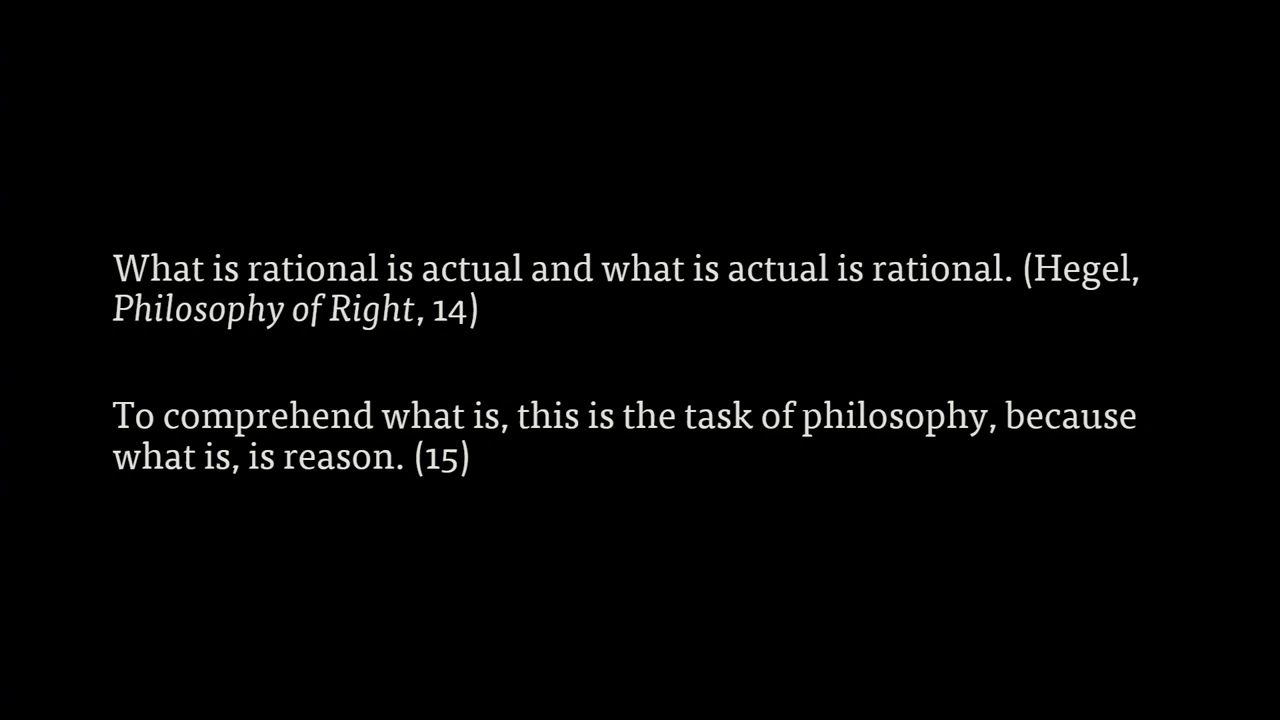 What is rational is actual and what is actual is rational. (Hegel,
Philosophy of Right, 14)
To comprehend what is, this is the task of philosophy, because
what is, is reason. (15)